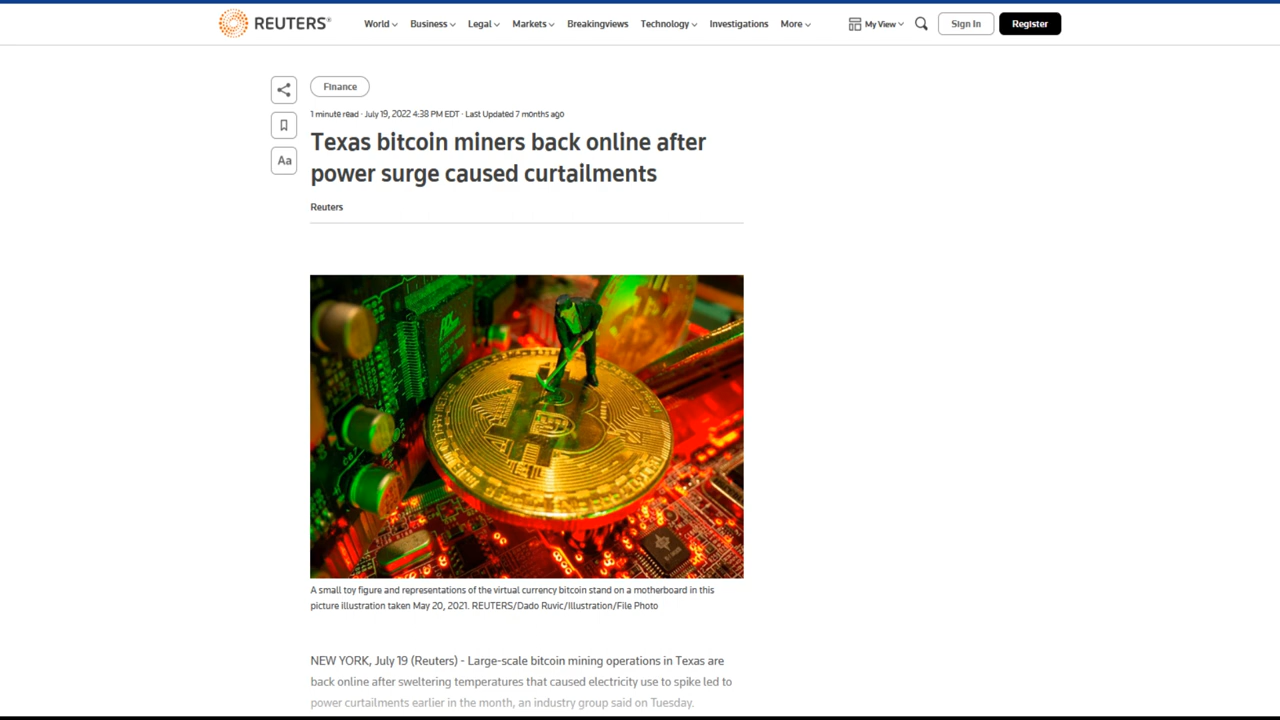 REUTERS®
World Business Legal Markets Breakingviews Technology Investigations More My View Sign In Register
Finance
1 minute read · July 19, 2022 4:38 PM EDT · Last Updated 7 months ago
Texas bitcoin miners back online after
power surge caused curtailments
Aa
Reuters
A small toy figure and representations of the virtual currency bitcoin stand on a motherboard in this
picture illustration taken May 20, 2021. REUTERS/Dado Ruvic/Illustration/File Photo
NEW YORK, July 19 (Reuters) - Large-scale bitcoin mining operations in Texas are
back online after sweltering temperatures that caused electricity use to spike led to
power curtailments earlier in the month, an industry group said on Tuesday.